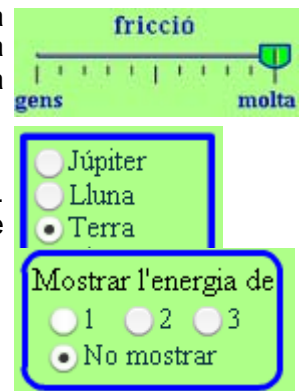 a
a
a
fricció
gens molta
.
e
Júpiter
Lluna
Terra
Mostrar l'energia de
1 2 3
No mostrar